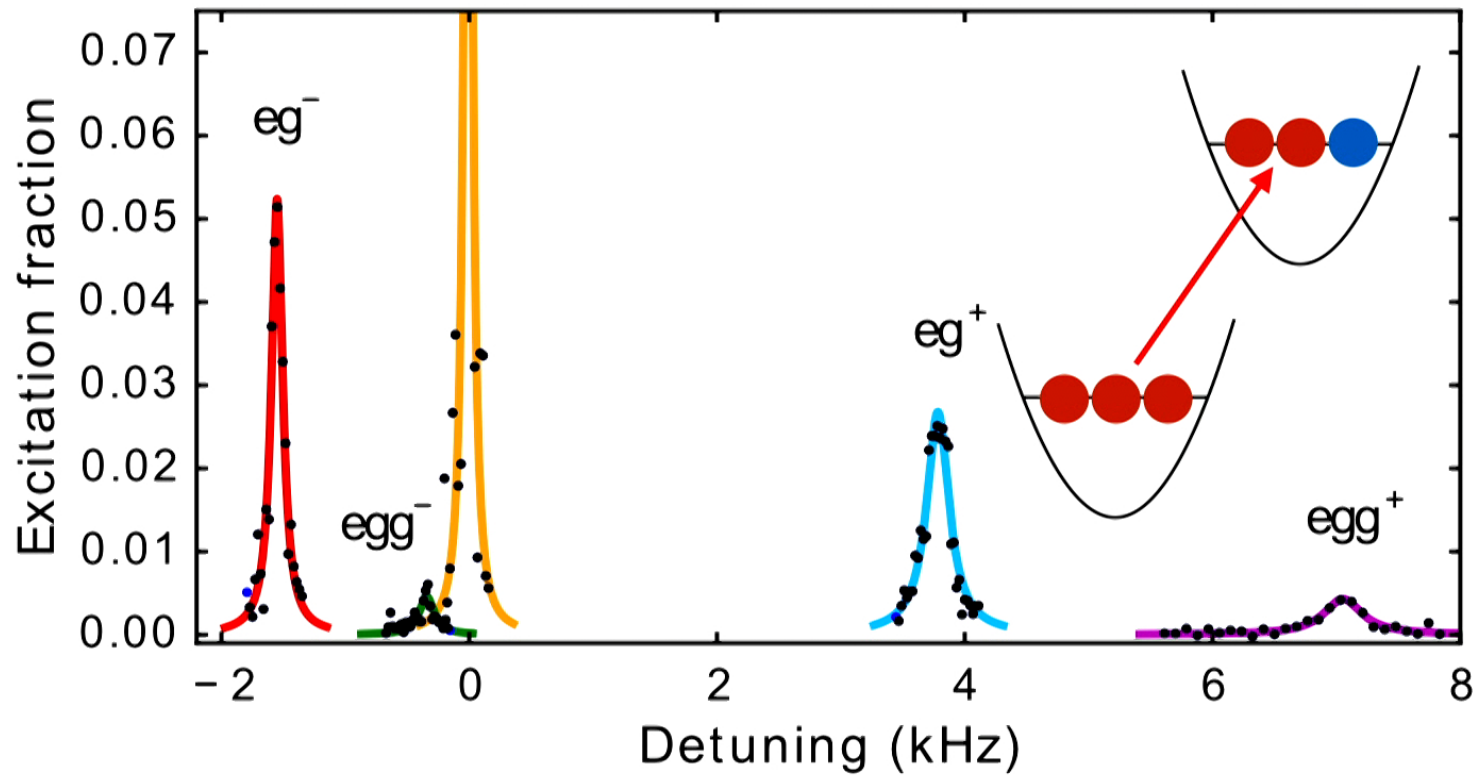 Excitation fraction
0.07
0.06
0.05
0.04
0.03
0.02
0.01
0.00
eg⁻
egg⁻
eg⁺
egg⁺
−2 0 2 4 6 8
Detuning (kHz)